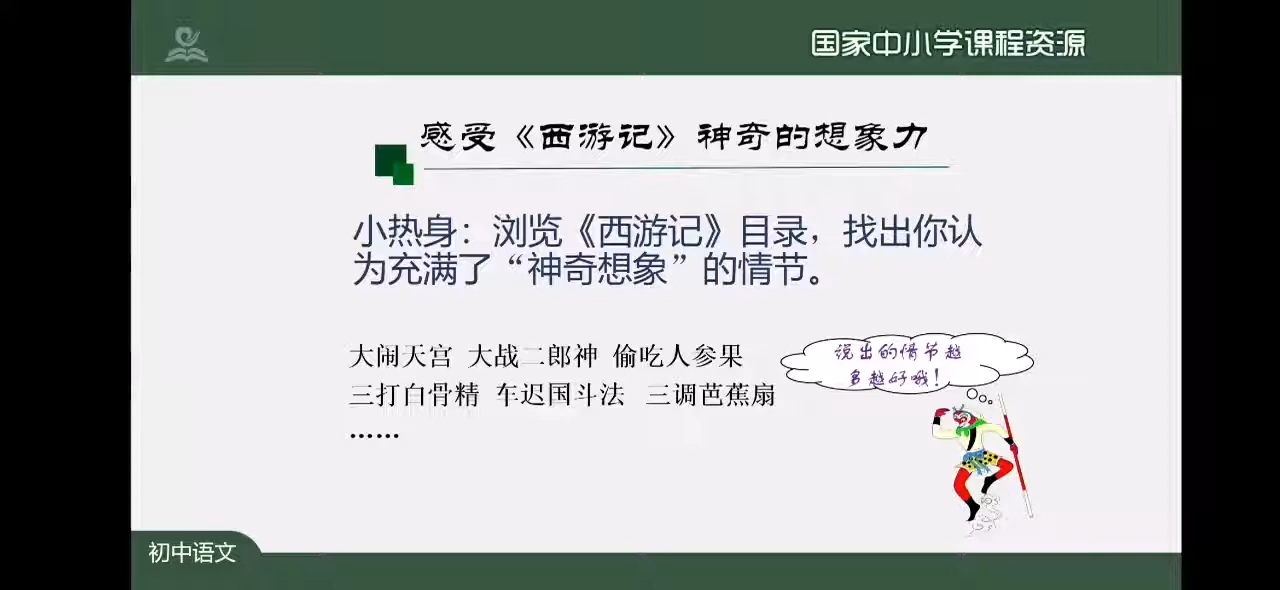 国家中小学课程资源
感受《西游记》神奇的想象力
小热身：浏览《西游记》目录，找出你认
为充满了“神奇想象”的情节。
大闹天宫 大战二郎神 偷吃人参果
三打白骨精 车迟国斗法 三调芭蕉扇
……
说出的情节越
多越好哦！
初中语文